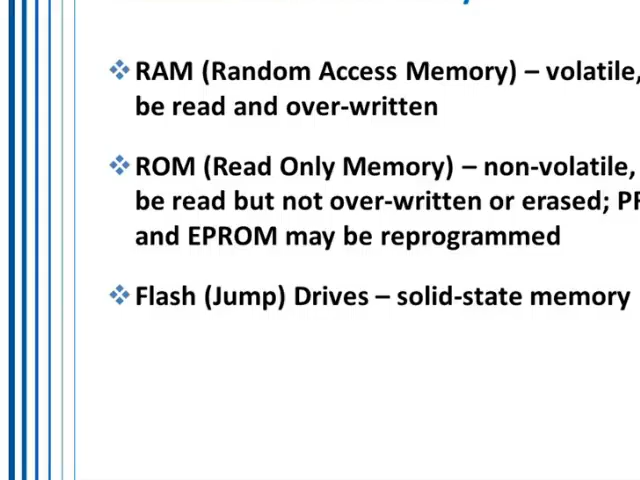 RAM (Random Access Memory) – volatile,
be read and over-written
ROM (Read Only Memory) – non-volatile,
be read but not over-written or erased;
and EPROM may be reprogrammed
Flash (Jump) Drives – solid-state memory